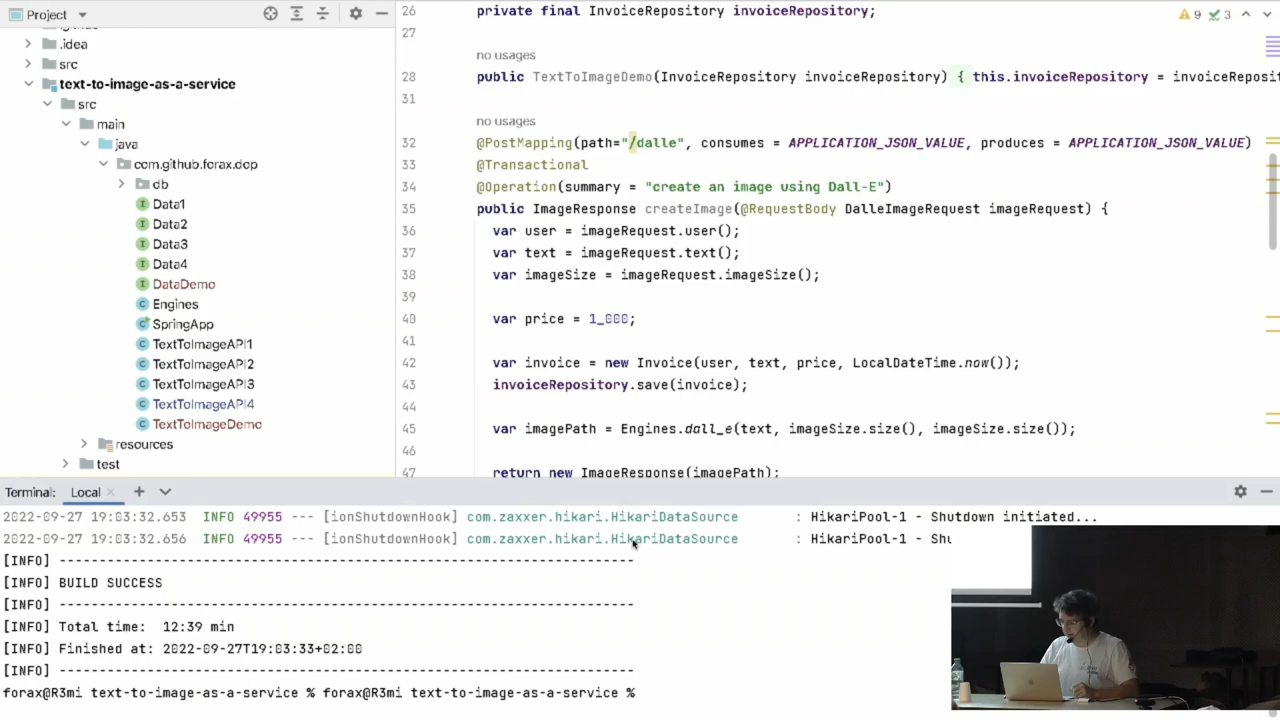 Project
.idea
src
text-to-image-as-a-service
src
main
java
com.github.forax.dop
db
Data1
Data2
Data3
Data4
DataDemo
Engines
SpringApp
TextToImageAPI1
TextToImageAPI2
TextToImageAPI3
TextToImageAPI4
TextToImageDemo
resources
test
9 3
26 private final InvoiceRepository invoiceRepository;
27
no usages
28 public TextToImageDemo(InvoiceRepository invoiceRepository) { this.invoiceRepository = invoiceReposit
31
no usages
32 @PostMapping(path="/dalle", consumes = APPLICATION_JSON_VALUE, produces = APPLICATION_JSON_VALUE)
33 @Transactional
34 @Operation(summary = "create an image using Dall-E")
35 public ImageResponse createImage(@RequestBody DalleImageRequest imageRequest) {
36 var user = imageRequest.user();
37 var text = imageRequest.text();
38 var imageSize = imageRequest.imageSize();
39
40 var price = 1_000;
41
42 var invoice = new Invoice(user, text, price, LocalDateTime.now());
43 invoiceRepository.save(invoice);
44
45 var imagePath = Engines.dall_e(text, imageSize.size(), imageSize.size());
46
47 return new ImageResponse(imagePath);
Terminal: Local
2022-09-27 19:03:32.653 INFO 49955 --- [ionShutdownHook] com.zaxxer.hikari.HikariDataSource : HikariPool-1 - Shutdown initiated...
2022-09-27 19:03:32.656 INFO 49955 --- [ionShutdownHook] com.zaxxer.hikari.HikariDataSource : HikariPool-1 - Shu
[INFO] ------------------------------------------------------------------------
[INFO] BUILD SUCCESS
[INFO] ------------------------------------------------------------------------
[INFO] Total time: 12:39 min
[INFO] Finished at: 2022-09-27T19:03:33+02:00
[INFO] ------------------------------------------------------------------------
forax@R3mi text-to-image-as-a-service % forax@R3mi text-to-image-as-a-service %